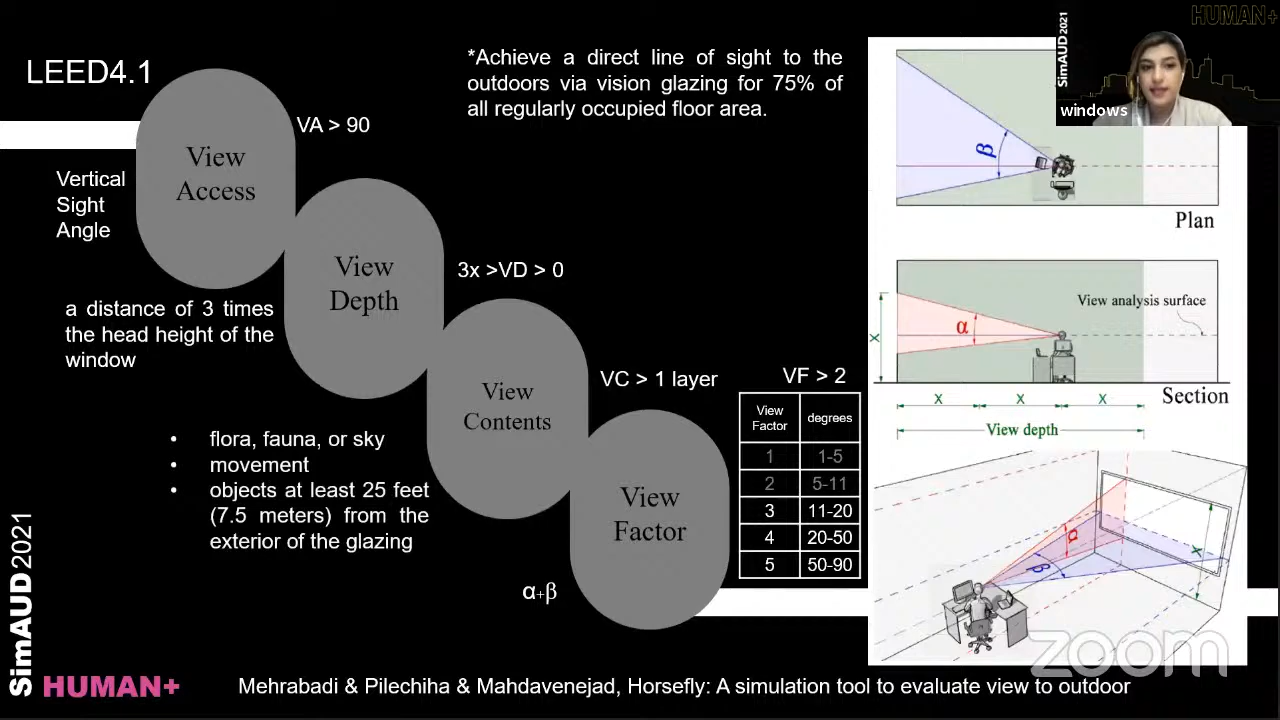 LEED4.1
View
Access
VA > 90
Vertical
Sight
Angle
*Achieve a direct line of sight to the
outdoors via vision glazing for 75% of
all regularly occupied floor area.
View
Depth
3x >VD > 0
a distance of 3 times
the head height of the
window
View
Contents
VC > 1 layer
• flora, fauna, or sky
• movement
• objects at least 25 feet
(7.5 meters) from the
exterior of the glazing
View
Factor
α+β
VF > 2
View Factor degrees
1 1-5
2 5-11
3 11-20
4 20-50
5 50-90
β
Plan
View analysis surface
α
X
Section
X X X
View depth
α
β
X
zoom
HUMAN+
SimAUD2021
windows
SimAUD2021
HUMAN+
Mehrabadi & Pilechiha & Mahdavenejad, Horsefly: A simulation tool to evaluate view to outdoor